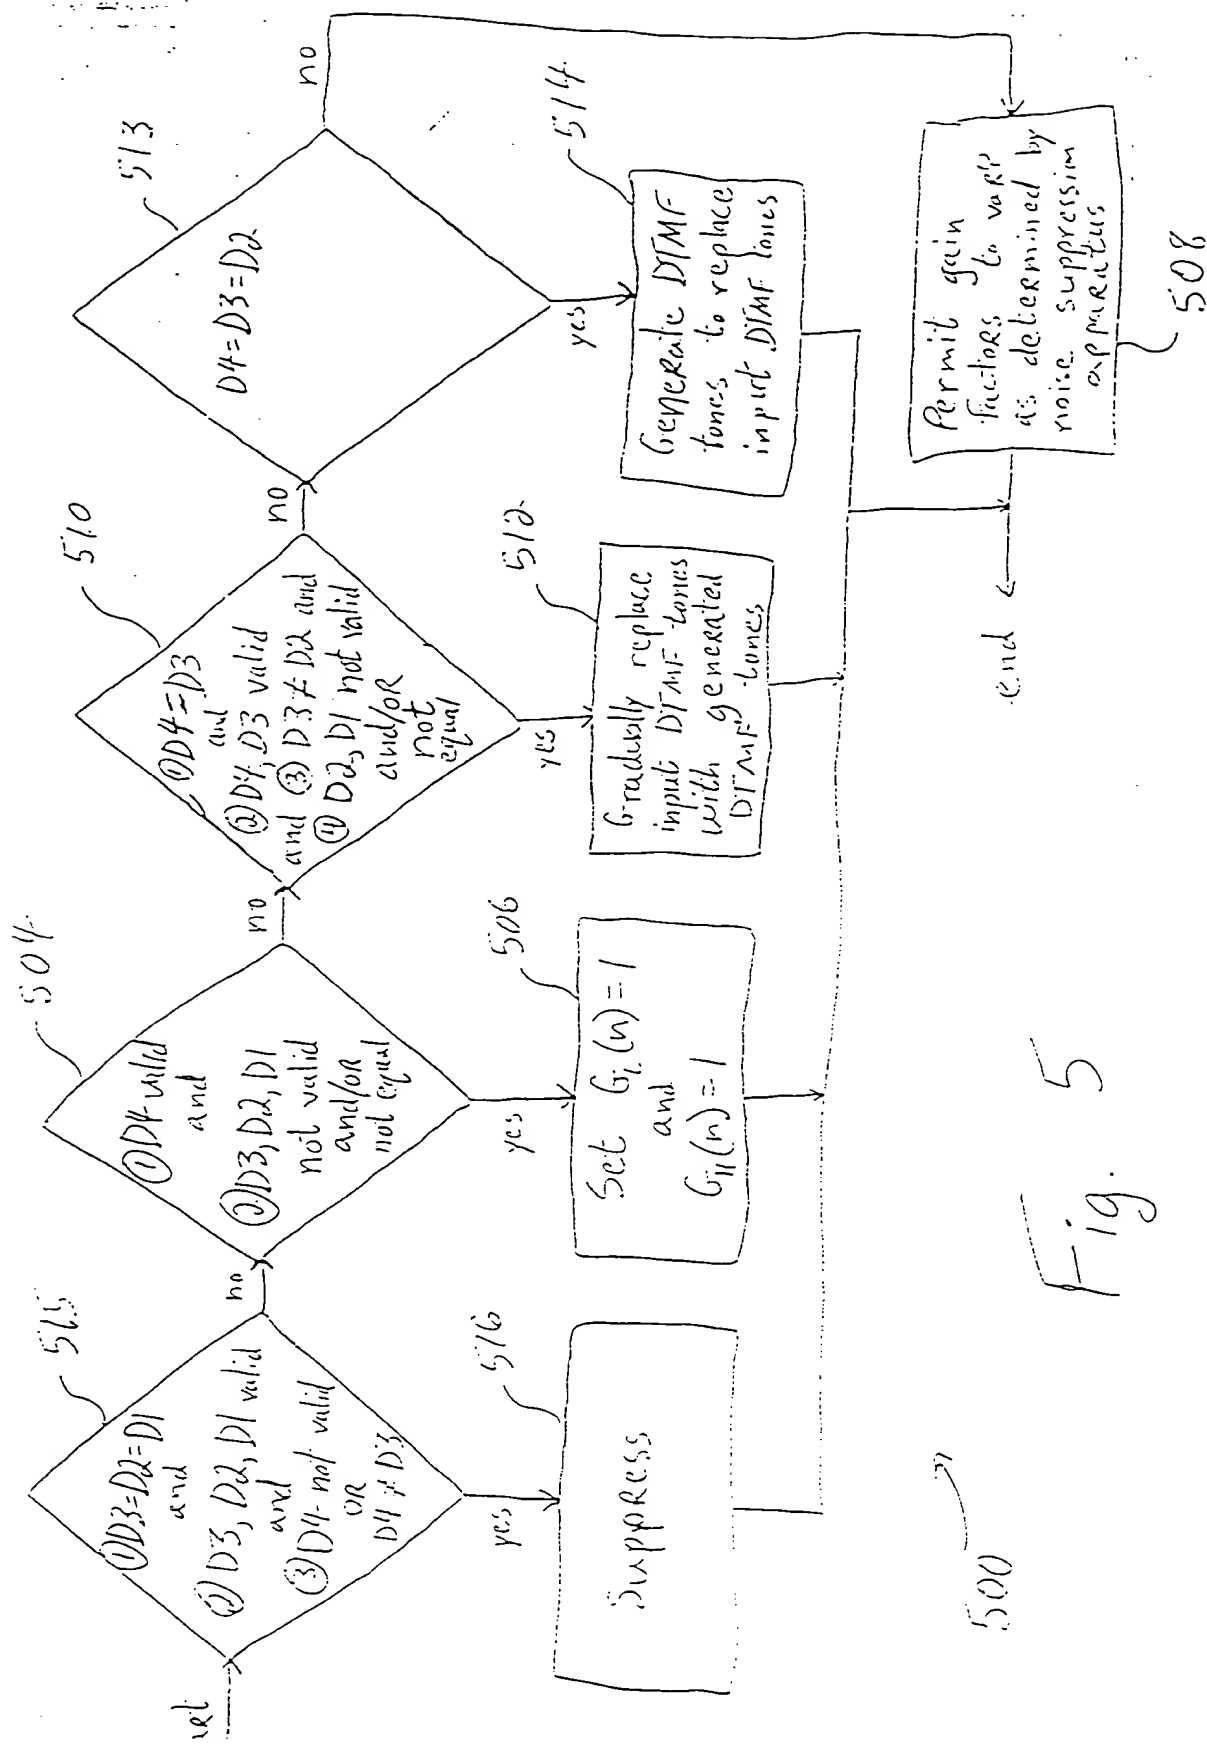 515
①D3=D2=D1
and
②D3, D2, D1 valid
and
③D4 not valid
OR
D4≠D3
no
yes
516
Suppress
504
①D4 valid
and
②D3, D2, D1
not valid
and/OR
not equal
no
yes
506
Set Gi(n)=1
and
G11(n)=1
510
①D4=D3
and
②D4, D3 valid
and ③ D3≠D2 and
④ D2, D1 not valid
and/OR
not
equal
no
yes
512
Gradually replace
input DTMF tones
with generated
DTMF tones
513
D4=D3=D2
no
yes
514
Generate DTMF
tones to replace
input DTMF tones
Permit gain
factors to vary
as determined by
noise suppression
apparatus
508
end
500
Fig. 5